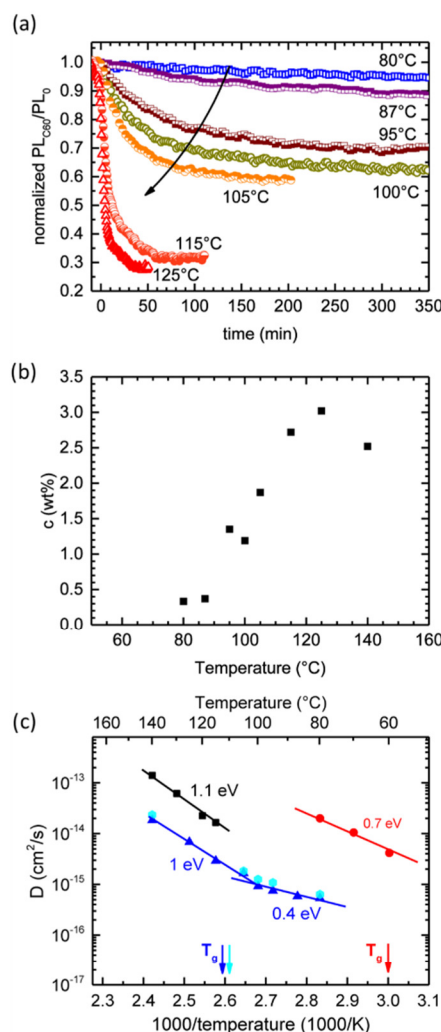 (a)
normalized PL_C60/PL_0
1.0
0.9
0.8
0.7
0.6
0.5
0.4
0.3
0.2
80°C
87°C
95°C
100°C
105°C
115°C
125°C
0 50 100 150 200 250 300 350
time (min)
(b)
c (wt%)
3.5
3.0
2.5
2.0
1.5
1.0
0.5
0.0
60 80 100 120 140 160
Temperature (°C)
(c)
Temperature (°C)
140 120 100 80 60
D (cm²/s)
10⁻¹³
10⁻¹⁴
10⁻¹⁵
10⁻¹⁶
10⁻¹⁷
1.1 eV
0.7 eV
1 eV
0.4 eV
T_g
T_g
2.3 2.4 2.5 2.6 2.7 2.8 2.9 3.0 3.1
1000/temperature (1000/K)